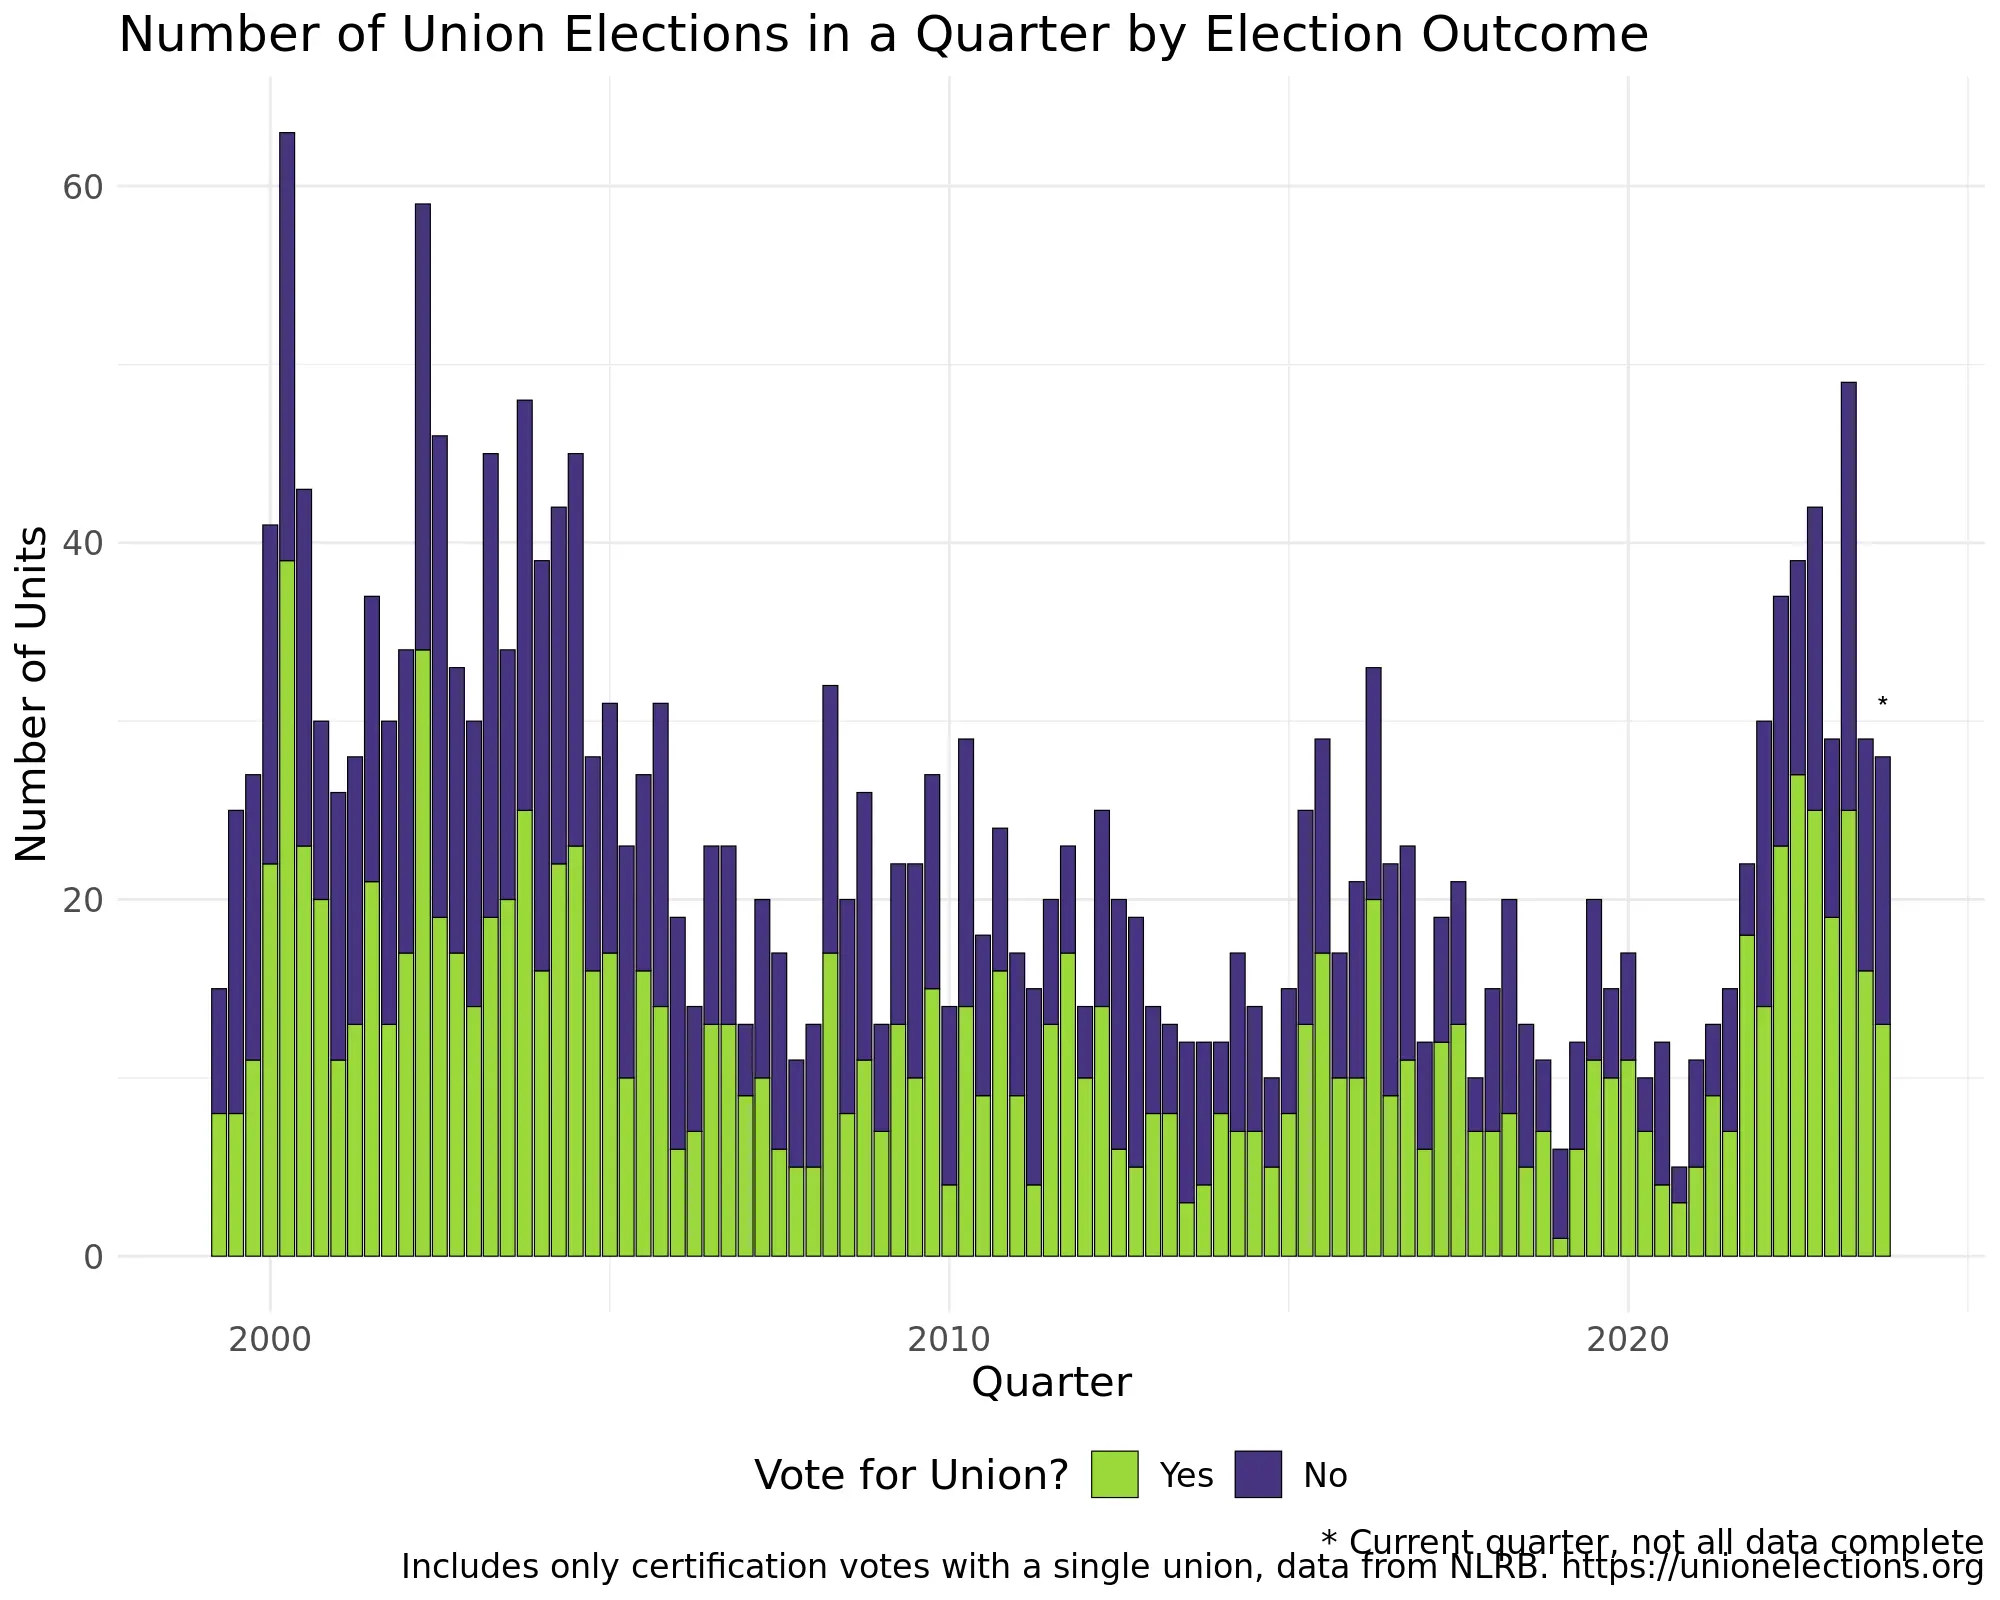 Number of Union Elections in a Quarter by Election Outcome
Number of Units
60
40
20
0
*
2000
2010
2020
Quarter
Vote for Union?
Yes
No
* Current quarter, not all data complete
Includes only certification votes with a single union, data from NLRB. https://unionelections.org